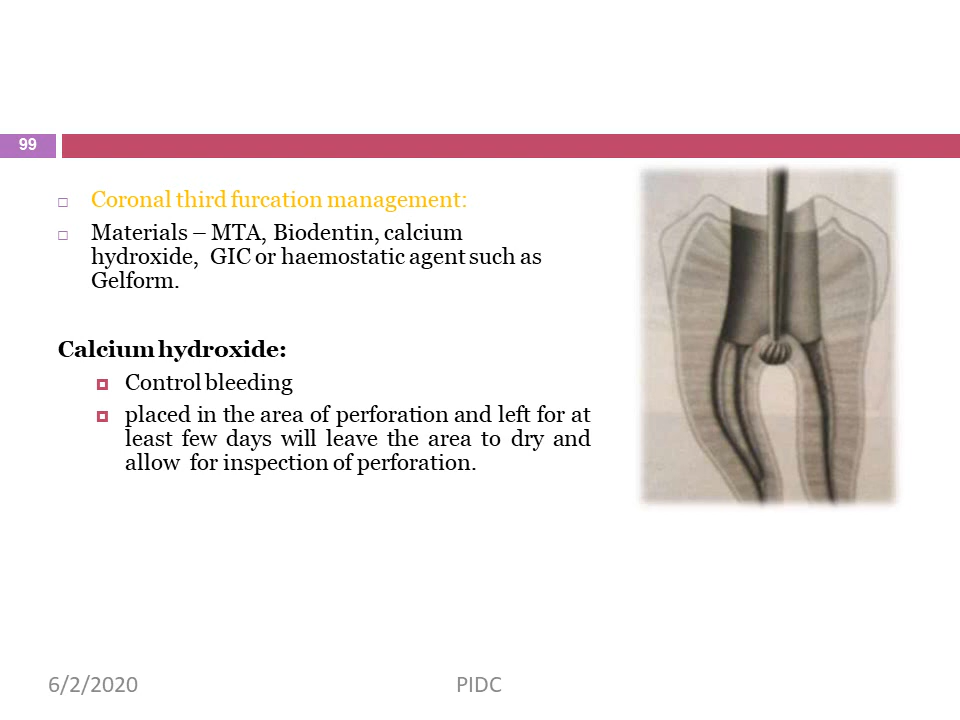 99
Coronal third furcation management:
Materials – MTA, Biodentin, calcium
hydroxide, GIC or haemostatic agent such as
Gelform.
Calcium hydroxide:
Control bleeding
placed in the area of perforation and left for at
least few days will leave the area to dry and
allow for inspection of perforation.
6/2/2020
PIDC